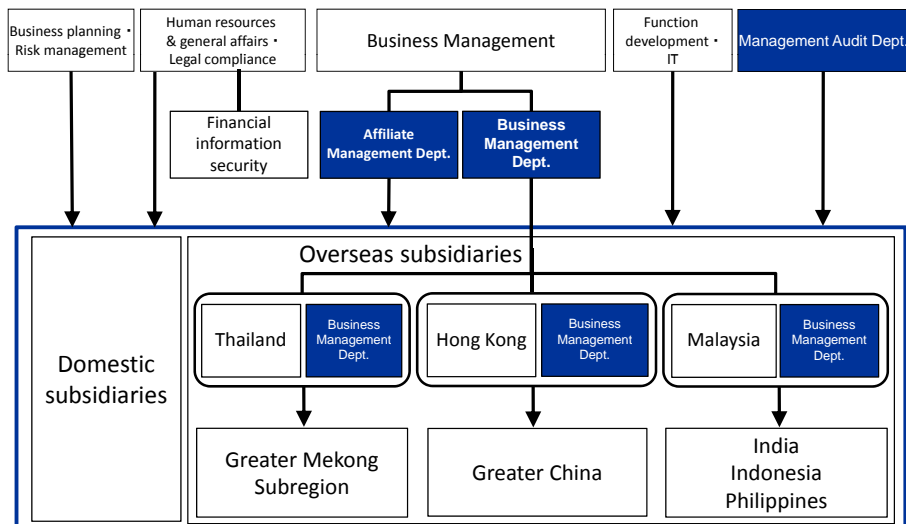 Business planning・
Risk management
Human resources
& general affairs・
Legal compliance
Business Management
Function
development・
IT
Management Audit Dept.
Financial
information
security
Affiliate
Management Dept.
Business
Management
Dept.
Overseas subsidiaries
Domestic
subsidiaries
Thailand
Business
Management
Dept.
Hong Kong
Business
Management
Dept.
Malaysia
Business
Management
Dept.
Greater Mekong
Subregion
Greater China
India
Indonesia
Philippines